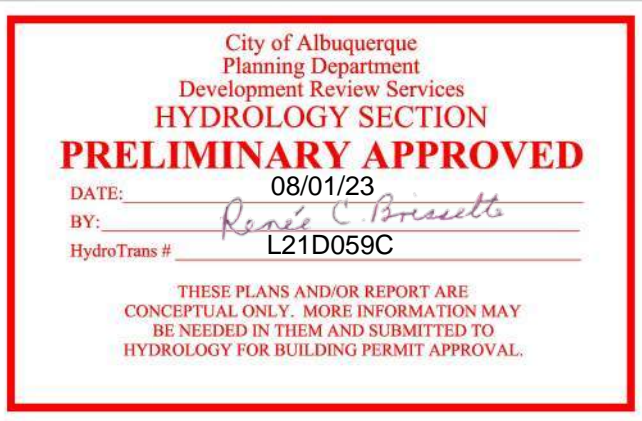 City of Albuquerque
Planning Department
Development Review Services
HYDROLOGY SECTION
PRELIMINARY APPROVED
DATE: 08/01/23
BY: Renée C. Brissette
HydroTrans # L21D059C
THESE PLANS AND/OR REPORT ARE
CONCEPTUAL ONLY. MORE INFORMATION MAY
BE NEEDED IN THEM AND SUBMITTED TO
HYDROLOGY FOR BUILDING PERMIT APPROVAL.